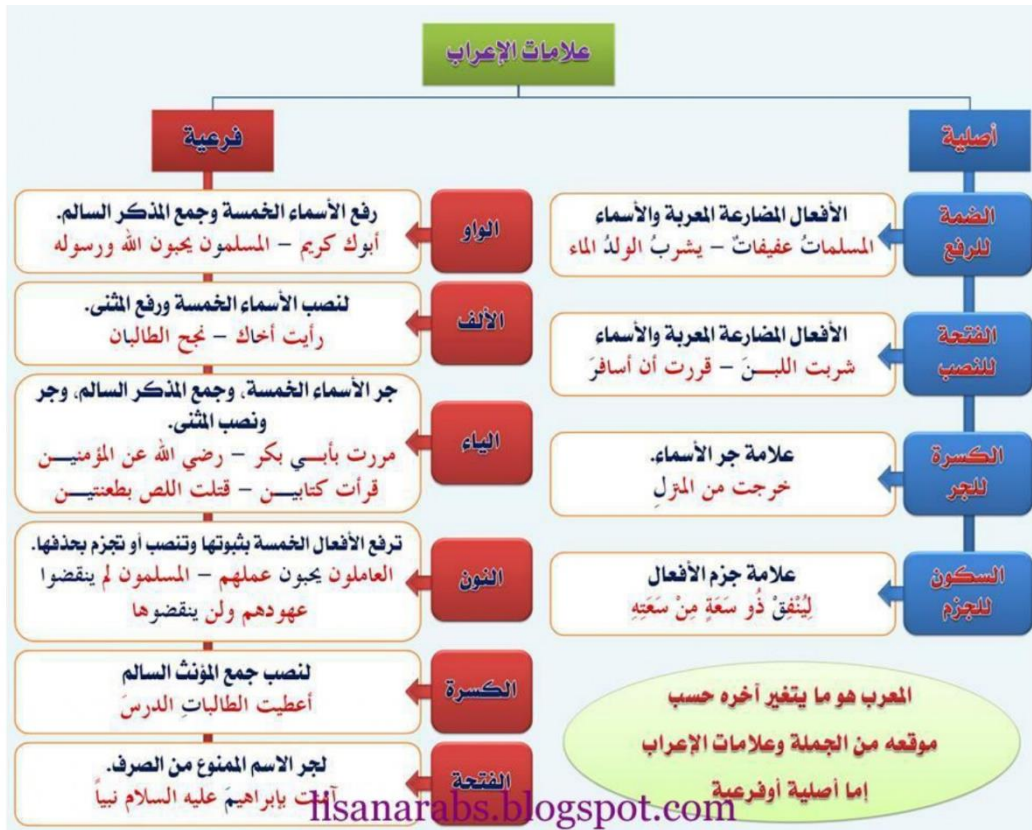 علامات الإعراب
أصلية
الضمة
للرفع
الأفعال المضارعة المعربة والأسماء
المسلماتُ عفيفاتٌ – يشربُ الولدُ الماء
الفتحة
للنصب
الأفعال المضارعة المعربة والأسماء
شربت اللبـــنَ – قررت أن أسافرَ
الكسرة
للجر
علامة جر الأسماء.
خرجت من المنزلِ
السكون
للجزم
علامة جزم الأفعال
لِيُنْفِقْ ذُو سَعَةٍ مِنْ سَعَتِهِ
المعرب هو ما يتغير آخره حسب
موقعه من الجملة وعلامات الإعراب
إما أصلية أوفرعية
فرعية
الواو
رفع الأسماء الخمسة وجمع المذكر السالم.
أبوك كريم – المسلمون يحبون الله ورسوله
الألف
لنصب الأسماء الخمسة ورفع المثنى.
رأيت أخاك – نجح الطالبان
الياء
جر الأسماء الخمسة، وجمع المذكر السالم، وجر
ونصب المثنى.
مررت بأبـــي بكر – رضي الله عن المؤمنيـــن
قرأت كتابيـــن – قتلت اللص بطعنتيـــن
النون
ترفع الأفعال الخمسة بثبوتها وتنصب أو تجزم بحذفها.
العاملون يحبون عملهم – المسلمون لم ينقضوا
عهودهم ولن ينقضوها
الكسرة
لنصب جمع المؤنث السالم
أعطيت الطالباتِ الدرسَ
الفتحة
لجر الاسم الممنوع من الصرف.
آمنت بإبراهيمَ عليه السلام نبياً
lisanarabs.blogspot.com